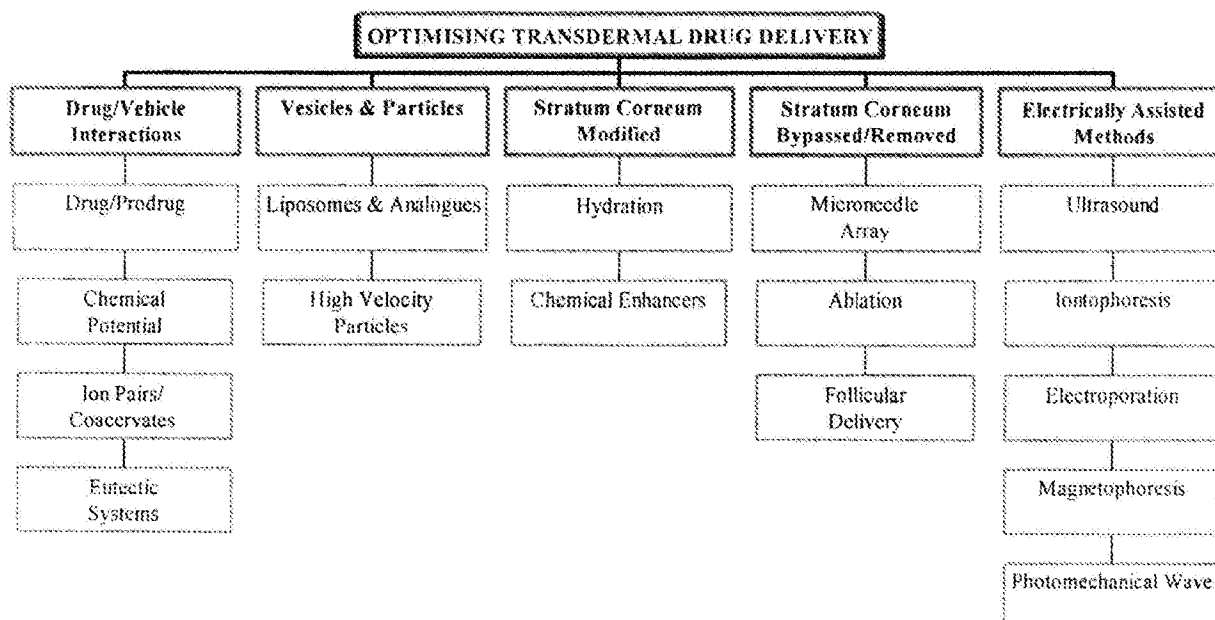 OPTIMISING TRANSDERMAL DRUG DELIVERY
Drug/Vehicle
Interactions
Drug/Prodrug
Chemical
Potential
Ion Pairs/
Coacervates
Eutectic
Systems
Vesicles & Particles
Liposomes & Analogues
High Velocity
Particles
Stratum Corneum
Modified
Hydration
Chemical Enhancers
Stratum Corneum
Bypassed/Removed
Microneedle
Array
Ablation
Follicular
Delivery
Electrically Assisted
Methods
Ultrasound
Iontophoresis
Electroporation
Magnetophoresis
Photomechanical Wave